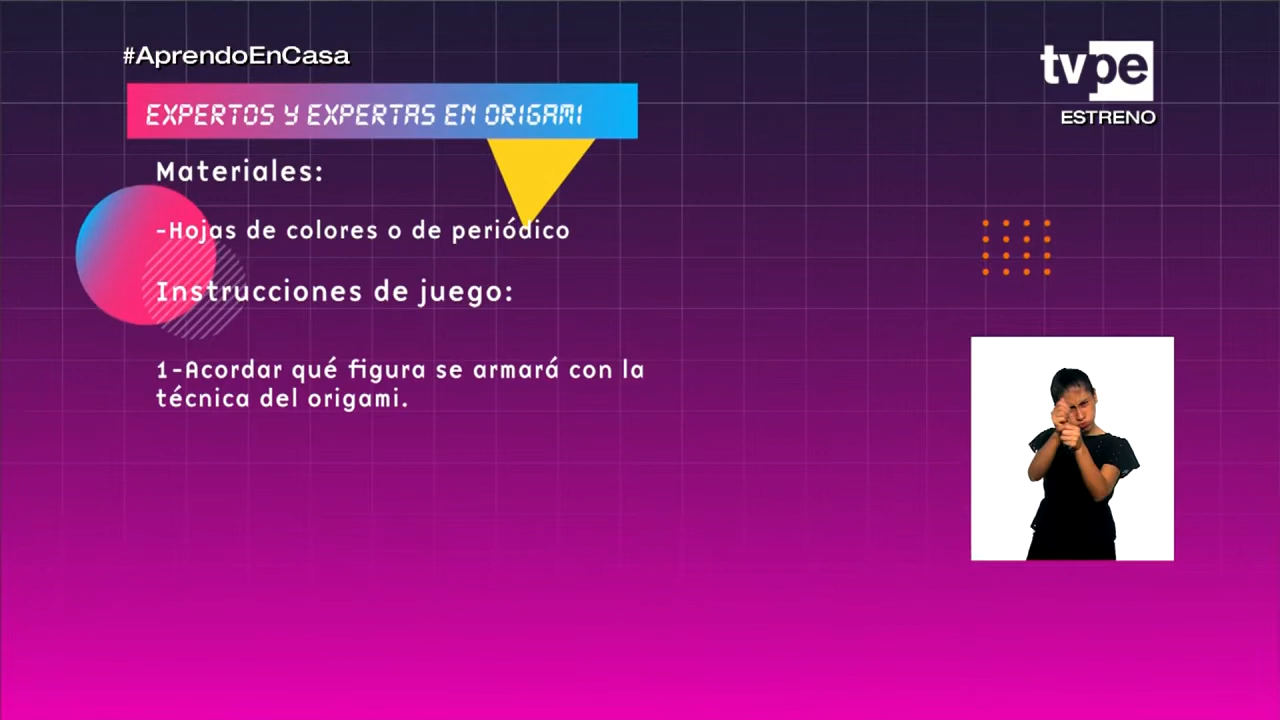 #AprendoEnCasa
tvpe
ESTRENO
EXPERTOS Y EXPERTAS EN ORIGAMI
Materiales:
-Hojas de colores o de periódico
Instrucciones de juego:
1-Acordar qué figura se armará con la
técnica del origami.